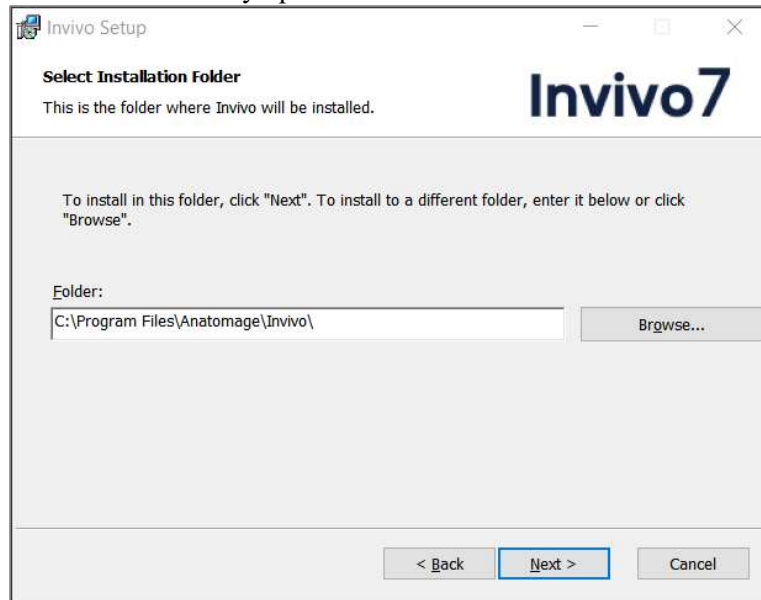 Invivo Setup
Select Installation Folder
This is the folder where Invivo will be installed.
Invivo7
To install in this folder, click "Next". To install to a different folder, enter it below or click
"Browse".
Folder:
C:\Program Files\Anatomage\Invivo\
Browse...
< Back
Next >
Cancel